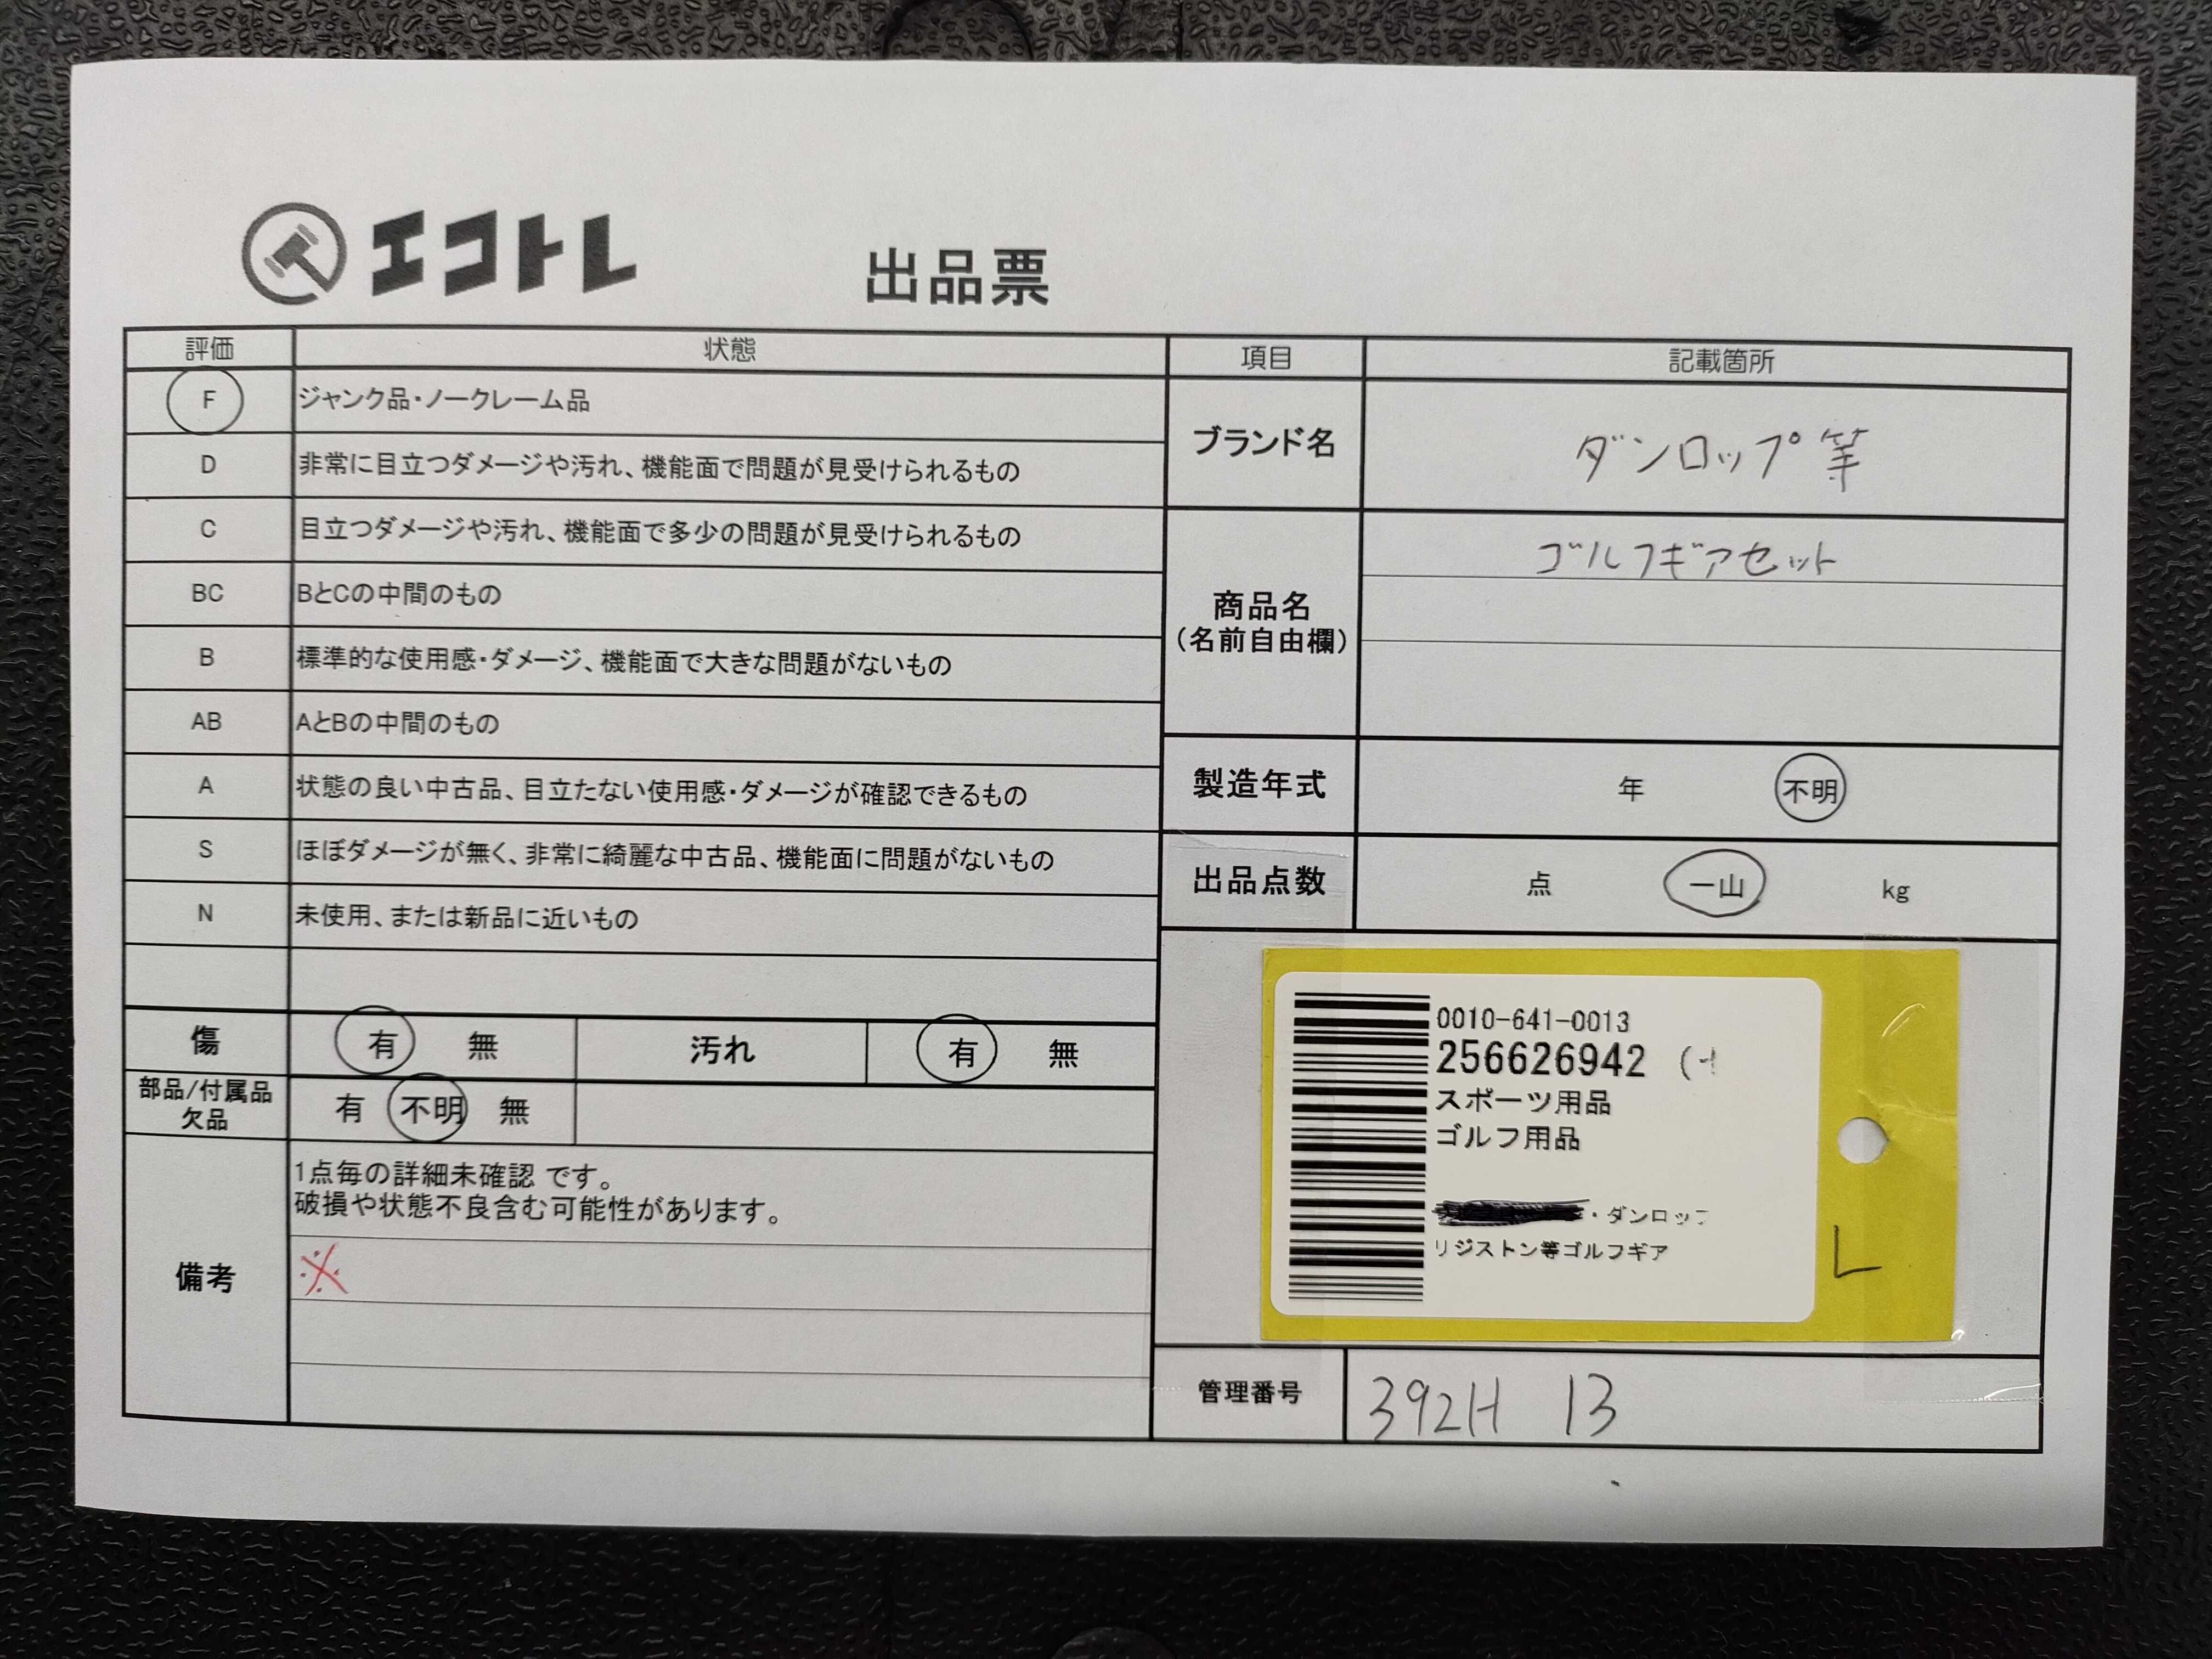 エコトレ
出品票
評価 状態
F ジャンク品・ノークレーム品
D 非常に目立つダメージや汚れ、機能面で問題が見受けられるもの
C 目立つダメージや汚れ、機能面で多少の問題が見受けられるもの
BC BとCの中間のもの
B 標準的な使用感・ダメージ、機能面で大きな問題がないもの
AB AとBの中間のもの
A 状態の良い中古品、目立たない使用感・ダメージが確認できるもの
S ほぼダメージが無く、非常に綺麗な中古品、機能面に問題がないもの
N 未使用、または新品に近いもの
傷 有 無 汚れ 有 無
部品/付属品
欠品
有 不明 無
備考
1点毎の詳細未確認 です。
破損や状態不良含む可能性があります。
※
項目 記載箇所
ブランド名 ダンロップ等
商品名
(名前自由欄)
ゴルフギアセット
製造年式 年 不明
出品点数 点 一山 kg
0010-641-0013
256626942
スポーツ用品
ゴルフ用品
・ダンロップ
リジストン等ゴルフギア
L
管理番号 392H 13